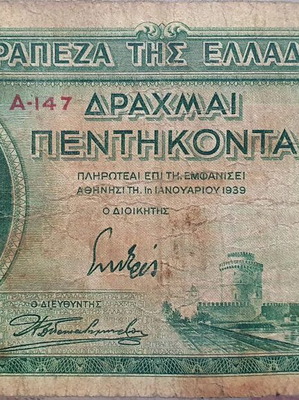 ΡΑΠΕΖΑ ΤΗΣ ΕΛΛΑΔ
Α-147 ΔΡΑΧΜΑΙ
ΠΕΝΤΗΚΟΝΤΑ
ΠΛΗΡΩΤΕΑΙ ΕΠΙ ΤΗ, ΕΜΦΑΝΙΣΕΙ
ΑΘΗΝΗΣΙ ΤΗ, 1η ΙΑΝΟΥΑΡΙΟΥ 1939
Ο ΔΙΟΙΚΗΤΗΣ
Ο ΔΙΕΥΘΥΝΤΗΣ